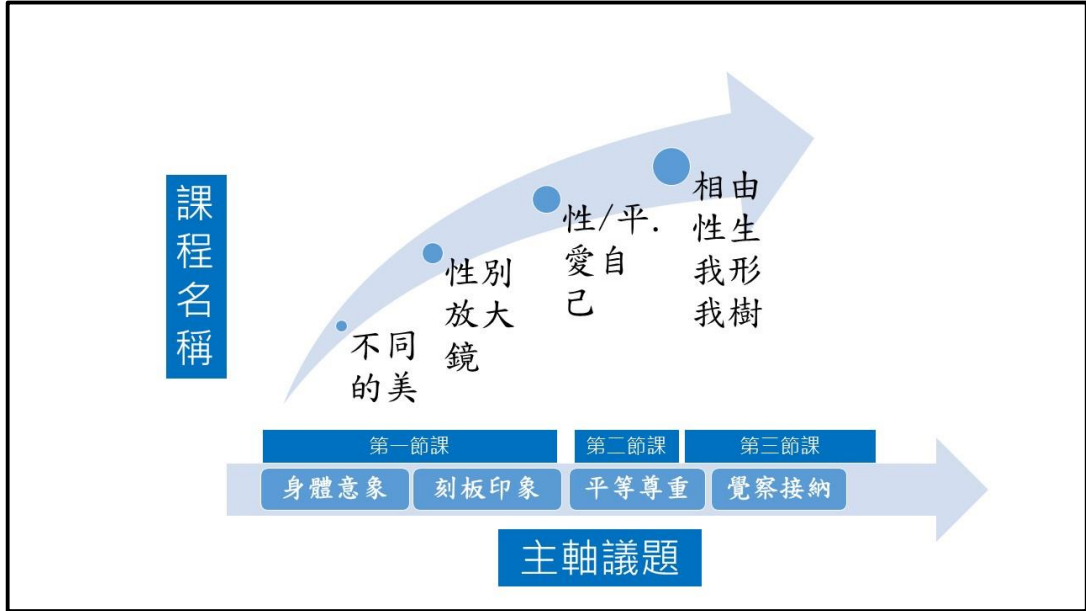 課程名稱
不同
的美
性別
放大
鏡
性/平.
愛自
己
相由
性生
我形
我樹
第一節課
第二節課
第三節課
身體意象
刻板印象
平等尊重
覺察接納
主軸議題